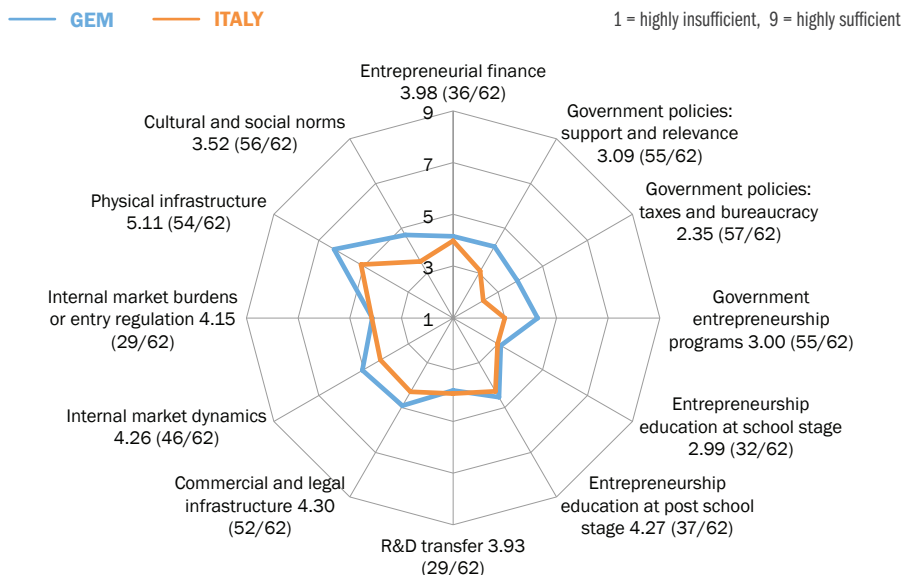 GEM
ITALY
1 = highly insufficient, 9 = highly sufficient
Entrepreneurial finance
3.98 (36/62)
Government policies:
support and relevance
3.09 (55/62)
Government policies:
taxes and bureaucracy
2.35 (57/62)
Government
entrepreneurship
programs 3.00 (55/62)
Entrepreneurship
education at school stage
2.99 (32/62)
Entrepreneurship
education at post school
stage 4.27 (37/62)
R&D transfer 3.93
(29/62)
Commercial and legal
infrastructure 4.30
(52/62)
Internal market dynamics
4.26 (46/62)
Internal market burdens
or entry regulation 4.15
(29/62)
Physical infrastructure
5.11 (54/62)
Cultural and social norms
3.52 (56/62)
9
7
5
3
1